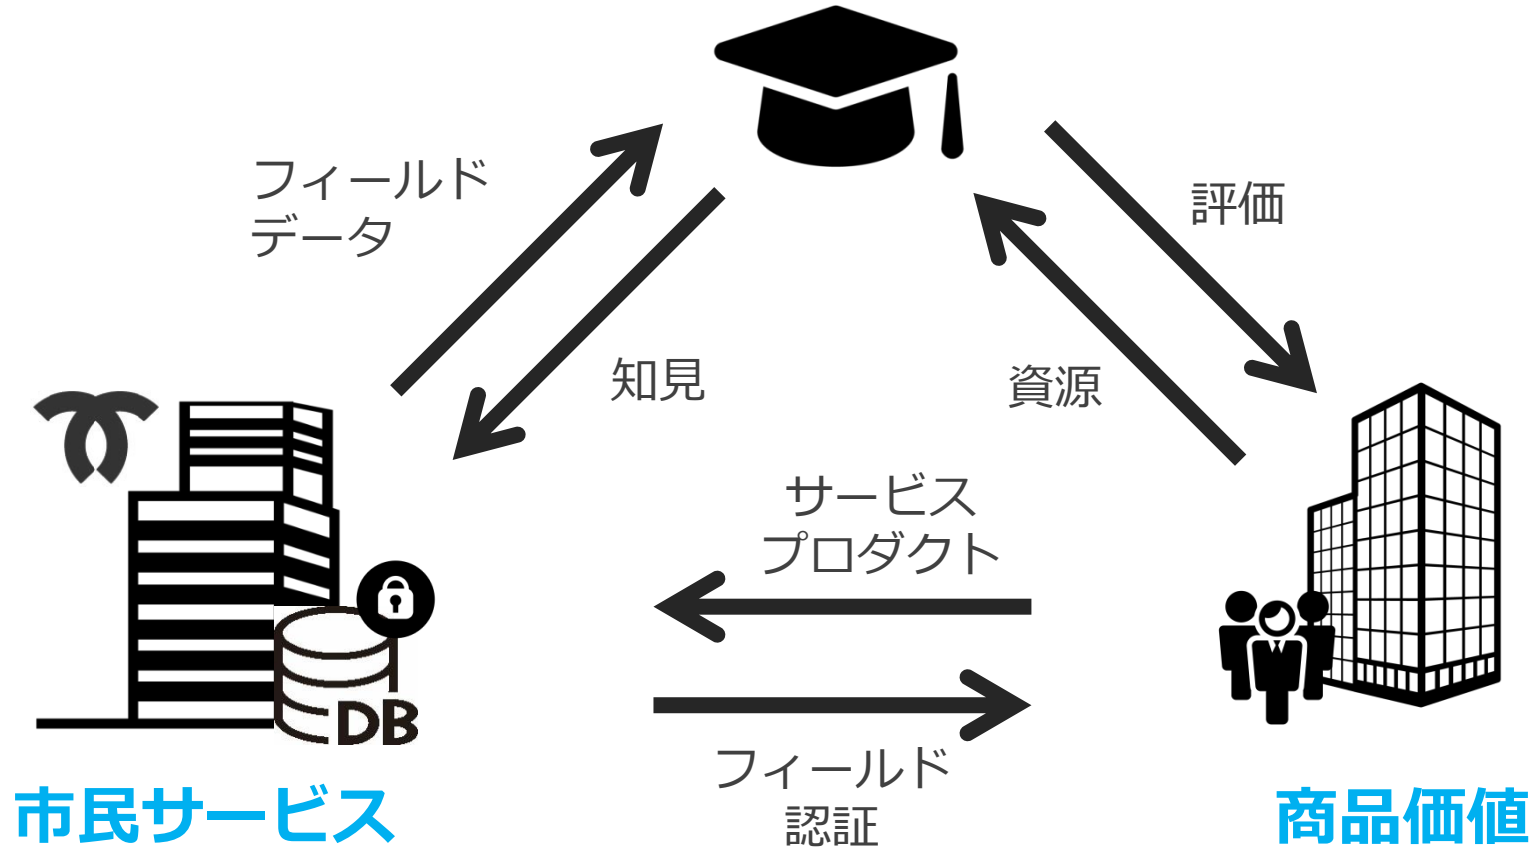 フィールド
データ
評価
知見
資源
サービス
プロダクト
DB
フィールド
認証
市民サービス
商品価値